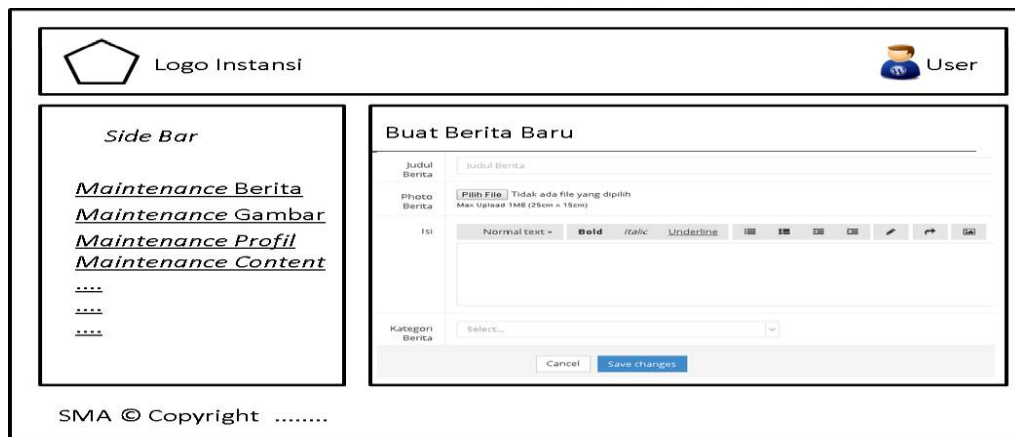 Logo Instansi
User
Side Bar
Maintenance Berita
Maintenance Gambar
Maintenance Profil
Maintenance Content
....
....
....
Buat Berita Baru
Judul
Berita
Judul Berita
Photo
Berita
Pilih File Tidak ada file yang dipilih
Max Upload 1MB (25cm x 15cm)
Isi
Normal text Bold Italic Underline
Kategori
Berita
Select...
Cancel Save changes
SMA © Copyright ........